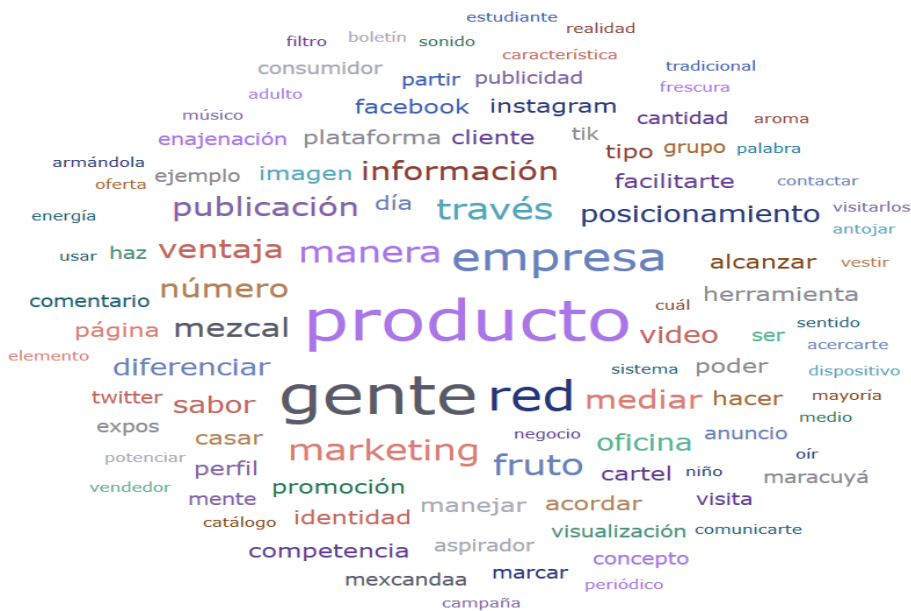 estudiante
realidad
filtro boletín sonido
característica
consumidor partir publicidad tradicional
adulto frescura
facebook instagram
músico cantidad aroma
enajenación plataforma cliente tik
tipo grupo palabra
armándola
oferta ejemplo imagen información facilitarte contactar
energía publicación día través posicionamiento visitarlos
antojar
usar haz ventaja manera empresa alcanzar vestir
comentario número herramienta
cuál
página mezcal producto video ser sentido
elemento acercarte
diferenciar sistema poder dispositivo
twitter sabor gente red mediar hacer mayoría
expos medio
casar negocio oficina anuncio
potenciar marketing oír
perfil fruto cartel niño maracuyá
vendedor mente promoción
manejar acordar visita
catálogo identidad visualización comunicarte
competencia aspirador concepto
mexcandaa marcar periódico
campaña